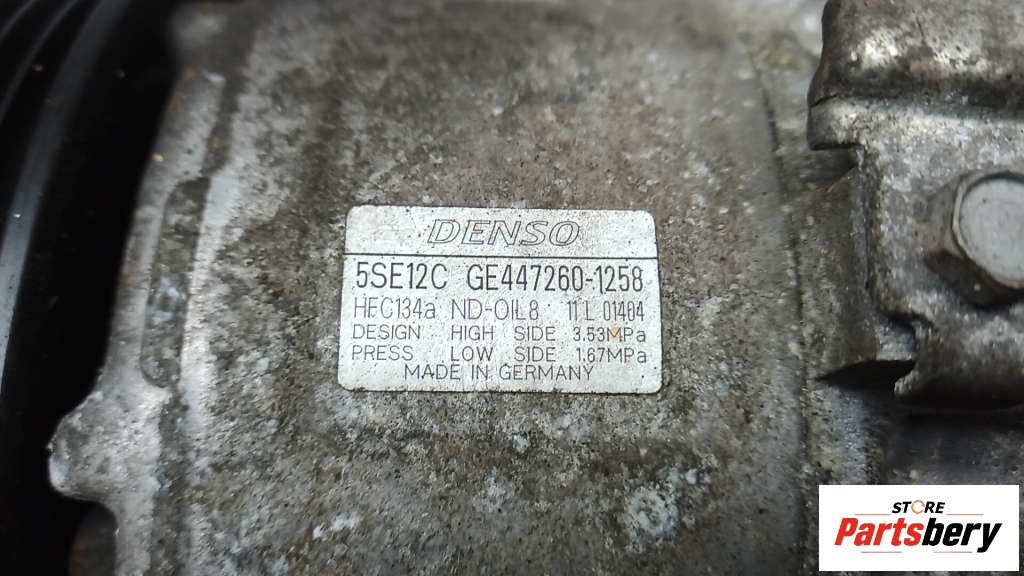 DENSO
5SE12C GE447260-1258
HFC134a ND-OIL8 11 L 01404
DESIGN HIGH SIDE 3.53MPa
PRESS LOW SIDE 1.67MPa
MADE IN GERMANY
STORE
Partsbery